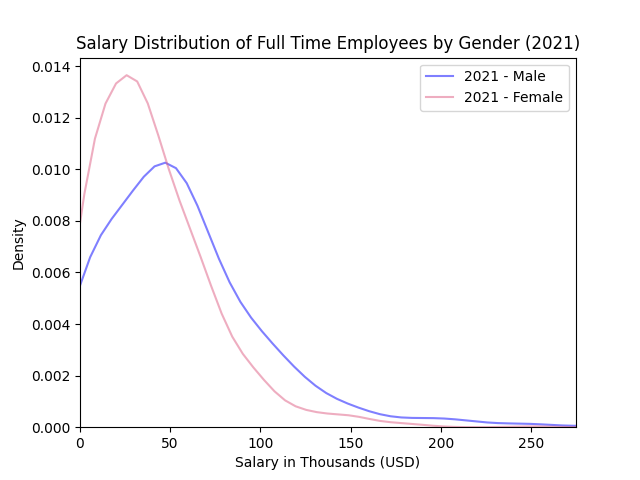 Salary Distribution of Full Time Employees by Gender (2021)
2021 - Male
2021 - Female
Density
0.014
0.012
0.010
0.008
0.006
0.004
0.002
0.000
0 50 100 150 200 250
Salary in Thousands (USD)